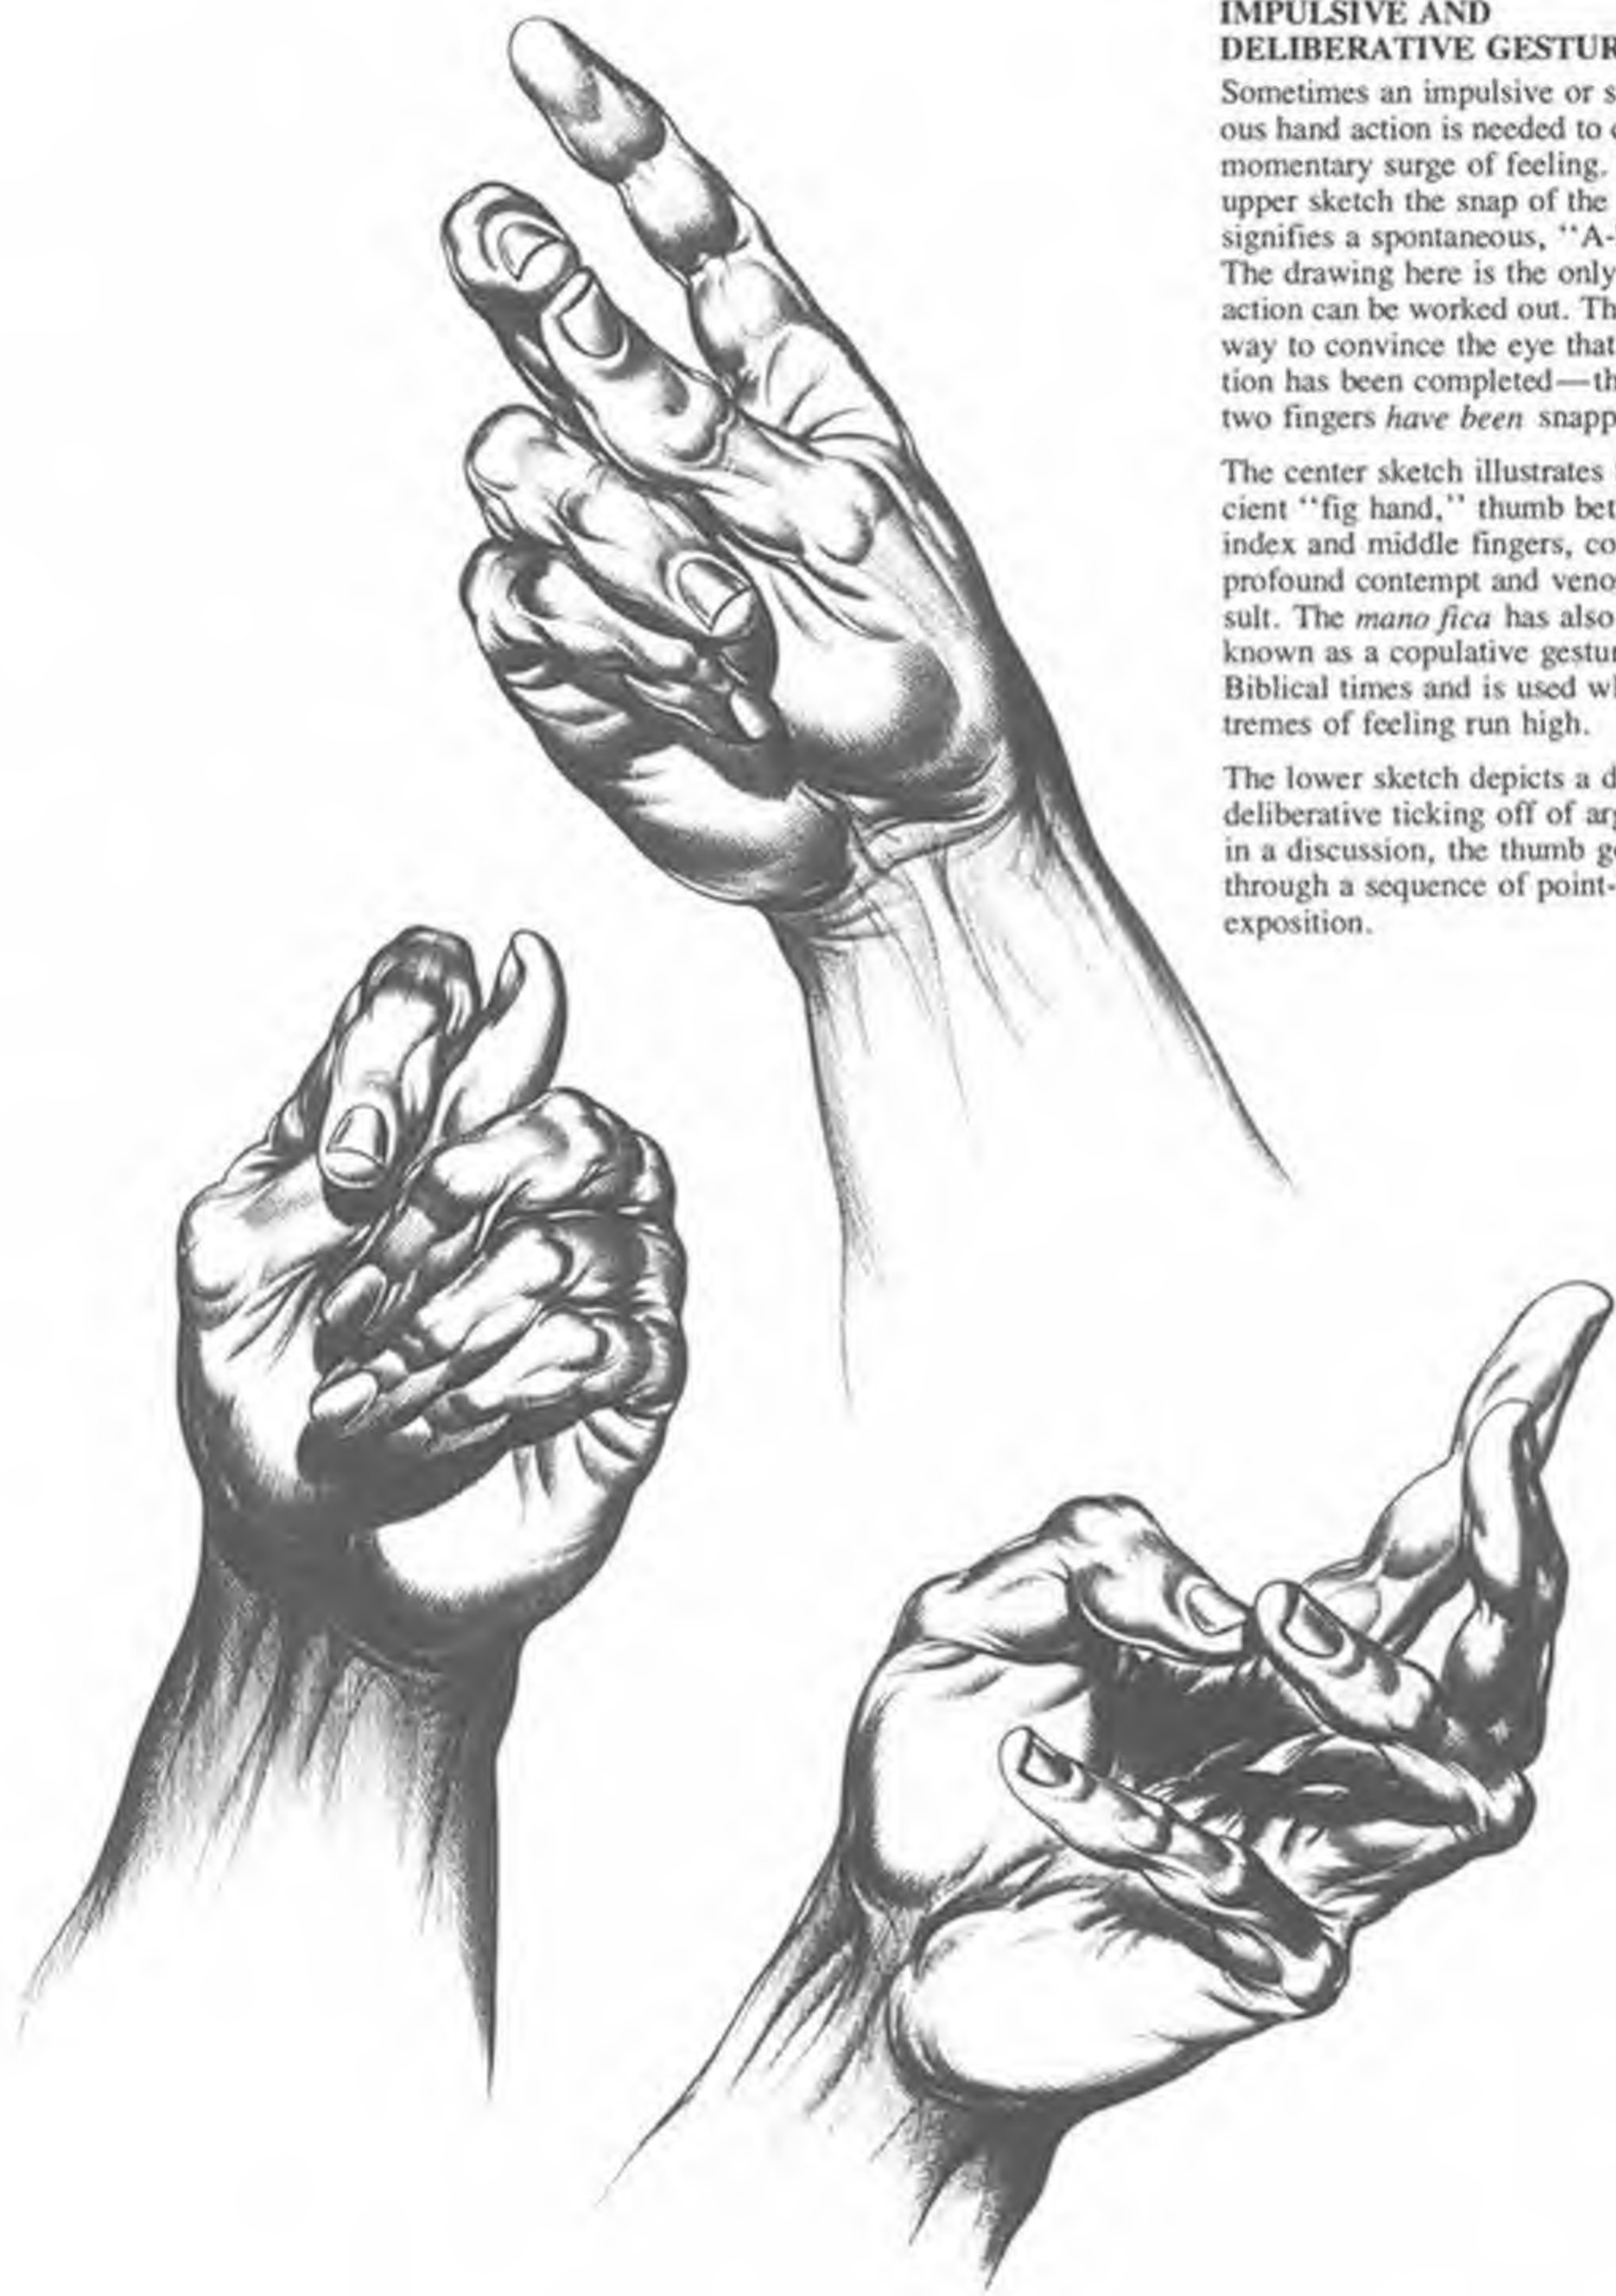 IMPULSIVE AND
DELIBERATIVE GESTUR
Sometimes an impulsive or s
ous hand action is needed to
momentary surge of feeling.
upper sketch the snap of the
signifies a spontaneous, “A-
The drawing here is the only
action can be worked out. Th
way to convince the eye that
tion has been completed—th
two fingers have been snapp
The center sketch illustrates
cient “fig hand,” thumb bet
index and middle fingers, co
profound contempt and veno
sult. The mano fica has also
known as a copulative gestur
Biblical times and is used wh
tremes of feeling run high.
The lower sketch depicts a d
deliberative ticking off of arg
in a discussion, the thumb g
through a sequence of point-
exposition.